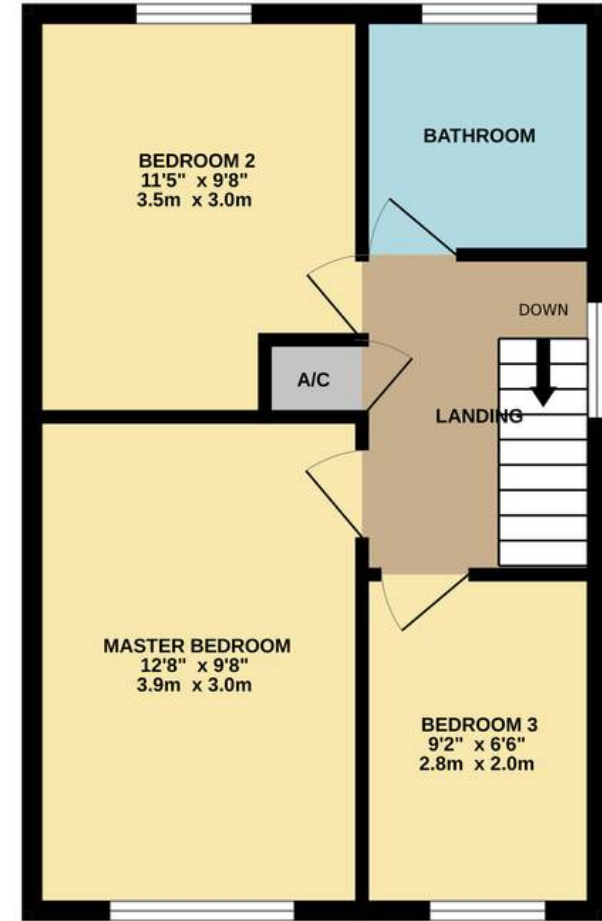 BEDROOM 2
11'5" x 9'8"
3.5m x 3.0m
BATHROOM
DOWN
A/C
LANDING
MASTER BEDROOM
12'8" x 9'8"
3.9m x 3.0m
BEDROOM 3
9'2" x 6'6"
2.8m x 2.0m